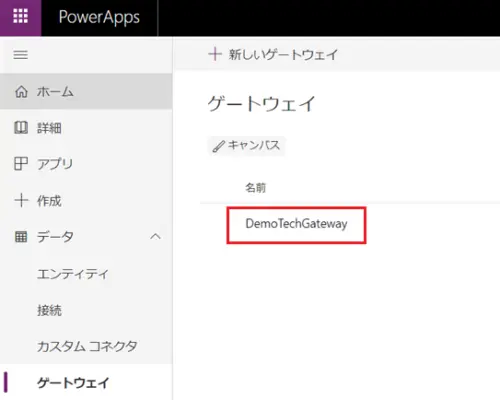 PowerApps
ホーム
詳細
アプリ
作成
データ
エンティティ
接続
カスタム コネクタ
ゲートウェイ
+ 新しいゲートウェイ
ゲートウェイ
キャンバス
名前
DemoTechGateway